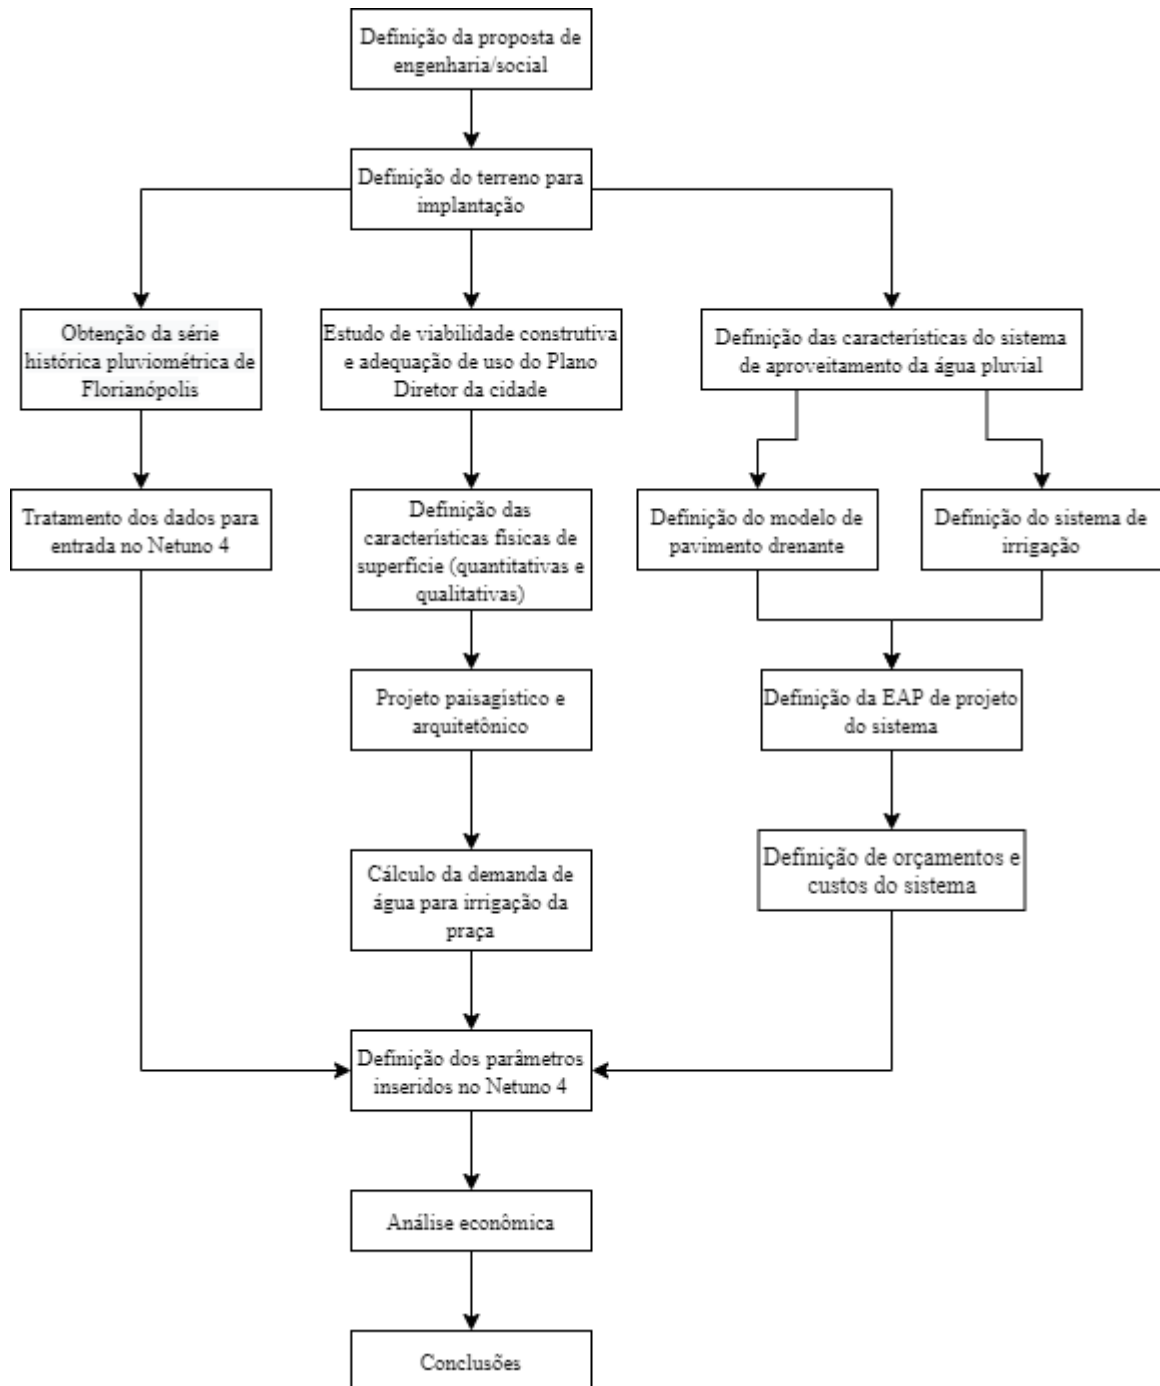 Definição da proposta de
engenharia/social
Definição do terreno para
implantação
Obtenção da série
histórica pluviométrica de
Florianópolis
Estudo de viabilidade construtiva
e adequação de uso do Plano
Diretor da cidade
Definição das características do sistema
de aproveitamento da água pluvial
Tratamento dos dados para
entrada no Netuno 4
Definição das
características físicas de
superfície (quantitativas e
qualitativas)
Definição do modelo de
pavimento drenante
Definição do sistema de
irrigação
Projeto paisagístico e
arquitetônico
Definição da EAP de projeto
do sistema
Cálculo da demanda de
água para irrigação da
praça
Definição de orçamentos e
custos do sistema
Definição dos parâmetros
inseridos no Netuno 4
Análise econômica
Conclusões